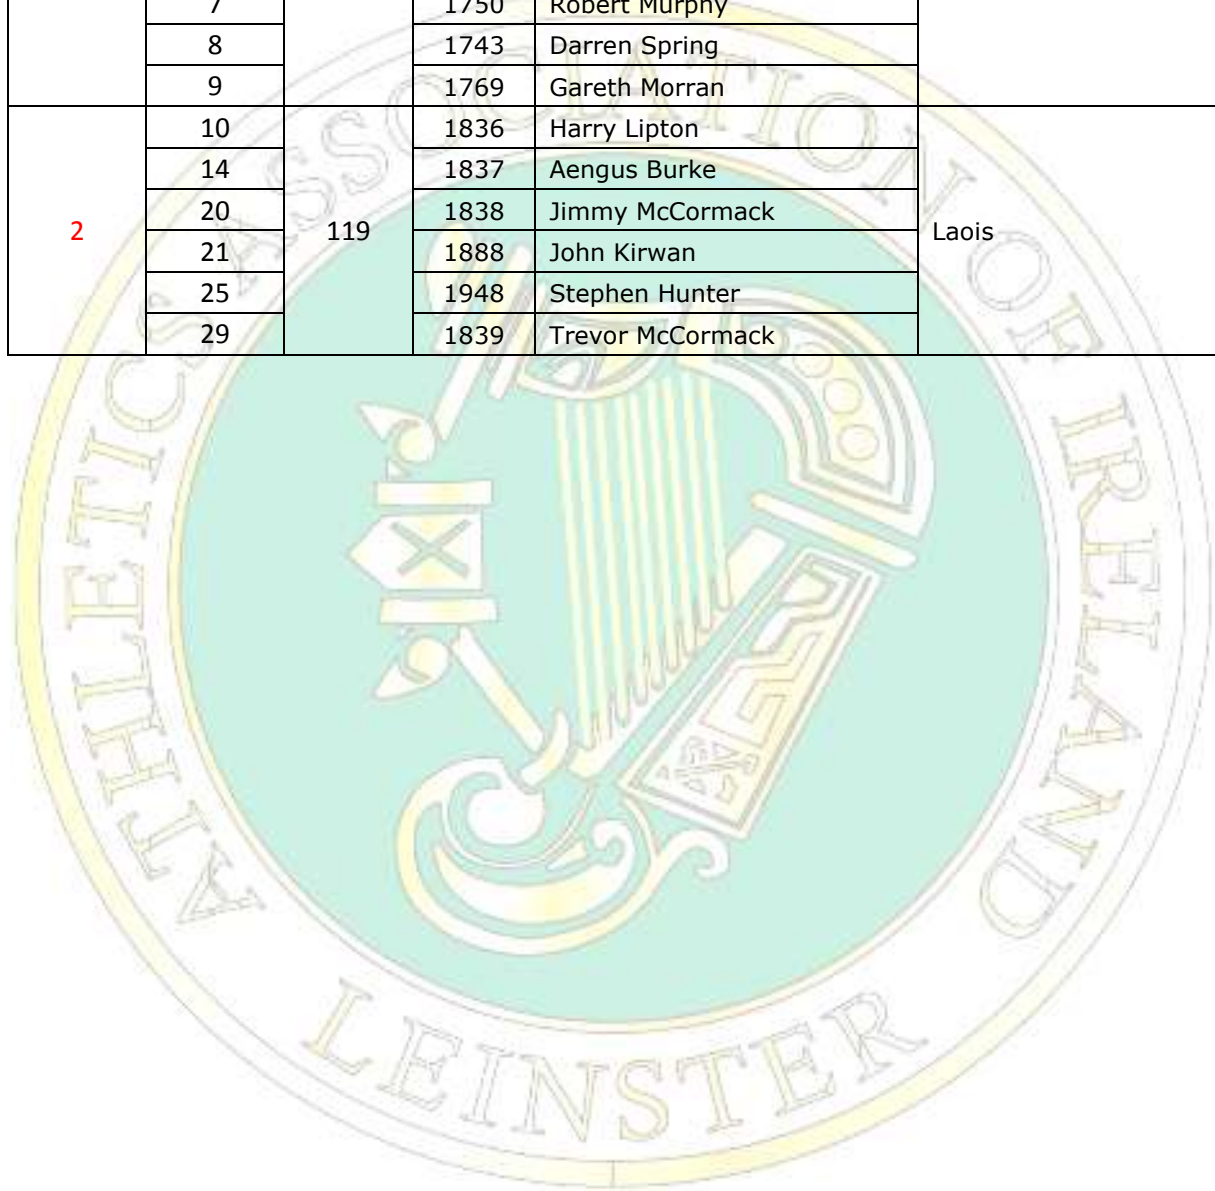 7 1750 Robert Murphy
8 1743 Darren Spring
9 1769 Gareth Morran
10 1836 Harry Lipton
14 1837 Aengus Burke
20 1838 Jimmy McCormack
2 119 Laois
21 1888 John Kirwan
25 1948 Stephen Hunter
29 1839 Trevor McCormack
ATHLETICS ASSOCIATION OF IRELAND
LEINSTER